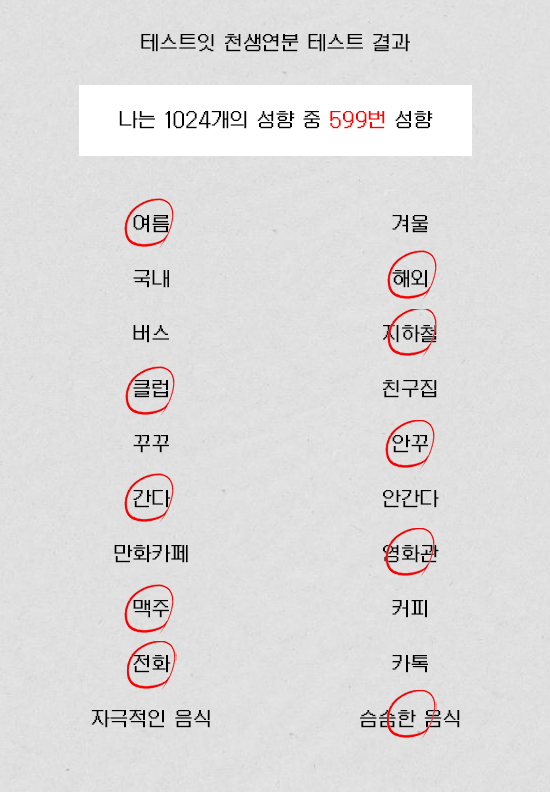 테스트잇 천생연분 테스트 결과
나는 1024개의 성향 중 599번 성향
여름 겨울
국내 해외
버스 지하철
클럽 친구집
꾸꾸 안꾸
간다 안간다
만화카페 영화관
맥주 커피
전화 카톡
자극적인 음식 슴슴한 음식